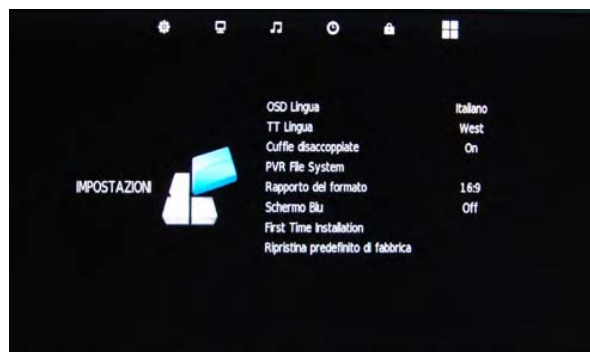 OSD Lingua Italiano
TT Lingua West
Cuffie disaccoppiate On
PVR File System
IMPOSTAZIONI
Rapporto del formato 16:9
Schermo Blu Off
First Time Installation
Ripristina predefinito di fabbrica